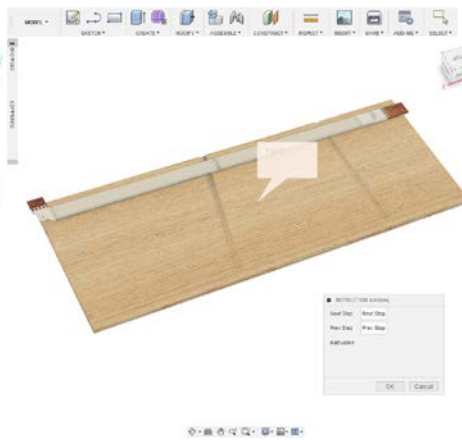 MODEL
SKETCH CREATE MODIFY ASSEMBLE CONSTRUCT INSPECT INSERT MAKE ADD-INS SELECT
BROWSER
COMMENTS
INSTRUCTION MANUAL
Next Step Next Step
Prev Step Prev Step
Instruction
OK Cancel